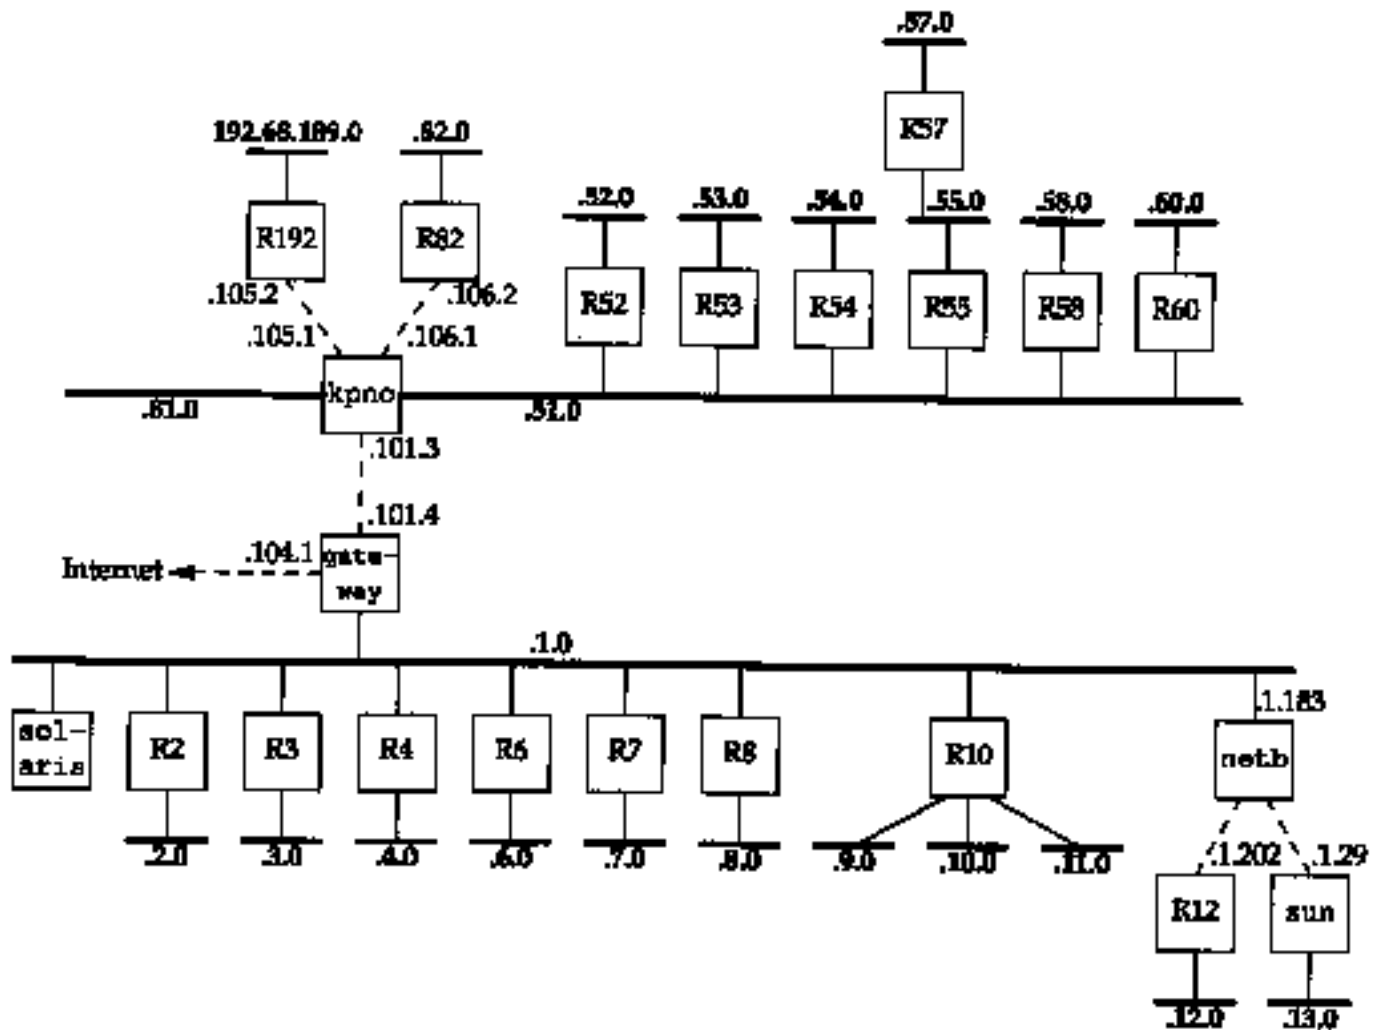 .57.0
R57
192.68.189.0 .82.0
R192 R82
.52.0 .53.0 .54.0 .55.0 .58.0 .60.0
R52 R53 R54 R55 R58 R60
.105.2 .106.2
.105.1 .106.1
kpno
.81.0 .51.0
.101.3
.101.4
Internet .104.1 gate-
way
.1.0
sol-
aris
R2 R3 R4 R6 R7 R8 R10 netb
.1.183
.2.0 .3.0 .4.0 .6.0 .7.0 .8.0 .9.0 .10.0 .11.0
.1.202 .1.29
R12 sun
.12.0 .13.0